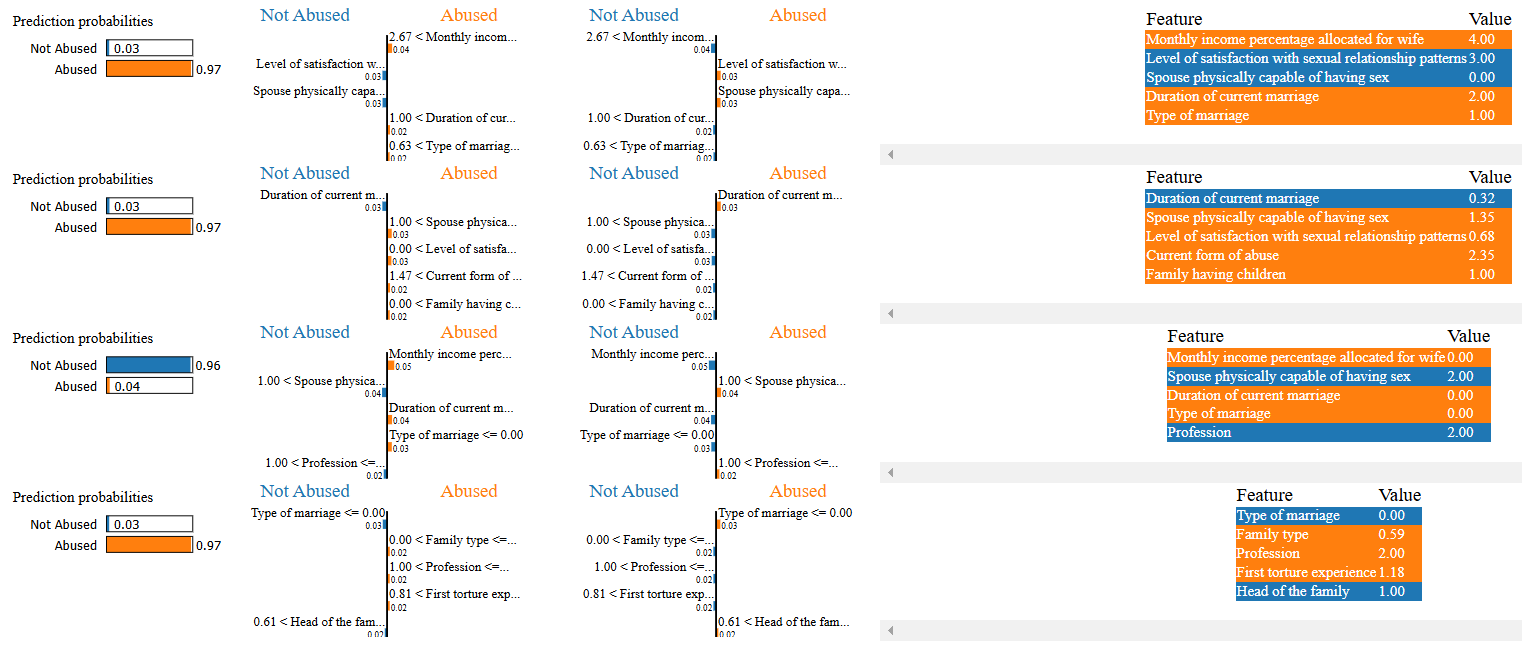 Prediction probabilities
Not Abused 0.03
Abused 0.97
Not Abused Abused
2.67 < Monthly incom...
0.04
Level of satisfaction w...
0.03
Spouse physically capa...
0.03
1.00 < Duration of cur...
0.02
0.63 < Type of marriag...
0.02
Not Abused Abused
2.67 < Monthly incom...
0.04
Level of satisfaction w...
0.03
Spouse physically capa...
0.03
1.00 < Duration of cur...
0.02
0.63 < Type of marriag...
0.02
Feature Value
Monthly income percentage allocated for wife 4.00
Level of satisfaction with sexual relationship patterns 3.00
Spouse physically capable of having sex 0.00
Duration of current marriage 2.00
Type of marriage 1.00
Prediction probabilities
Not Abused 0.03
Abused 0.97
Not Abused Abused
Duration of current m...
0.03
1.00 < Spouse physica...
0.03
0.00 < Level of satisfa...
0.03
1.47 < Current form of ...
0.02
0.00 < Family having c...
0.02
Not Abused Abused
Duration of current m...
0.03
1.00 < Spouse physica...
0.03
0.00 < Level of satisfa...
0.03
1.47 < Current form of ...
0.02
0.00 < Family having c...
0.02
Feature Value
Duration of current marriage 0.32
Spouse physically capable of having sex 1.35
Level of satisfaction with sexual relationship patterns 0.68
Current form of abuse 2.35
Family having children 1.00
Prediction probabilities
Not Abused 0.96
Abused 0.04
Not Abused Abused
Monthly income perc...
0.05
1.00 < Spouse physica...
0.04
Duration of current m...
0.04
Type of marriage <= 0.00
0.03
1.00 < Profession <=...
0.02
Not Abused Abused
Monthly income perc...
0.05
1.00 < Spouse physica...
0.04
Duration of current m...
0.04
Type of marriage <= 0.00
0.03
1.00 < Profession <=...
0.02
Feature Value
Monthly income percentage allocated for wife 0.00
Spouse physically capable of having sex 2.00
Duration of current marriage 0.00
Type of marriage 0.00
Profession 2.00
Prediction probabilities
Not Abused 0.03
Abused 0.97
Not Abused Abused
Type of marriage <= 0.00
0.03
0.00 < Family type <=...
0.02
1.00 < Profession <=...
0.02
0.81 < First torture exp...
0.02
0.61 < Head of the fam...
0.02
Not Abused Abused
Type of marriage <= 0.00
0.03
0.00 < Family type <=...
0.02
1.00 < Profession <=...
0.02
0.81 < First torture exp...
0.02
0.61 < Head of the fam...
0.02
Feature Value
Type of marriage 0.00
Family type 0.59
Profession 2.00
First torture experience 1.18
Head of the family 1.00